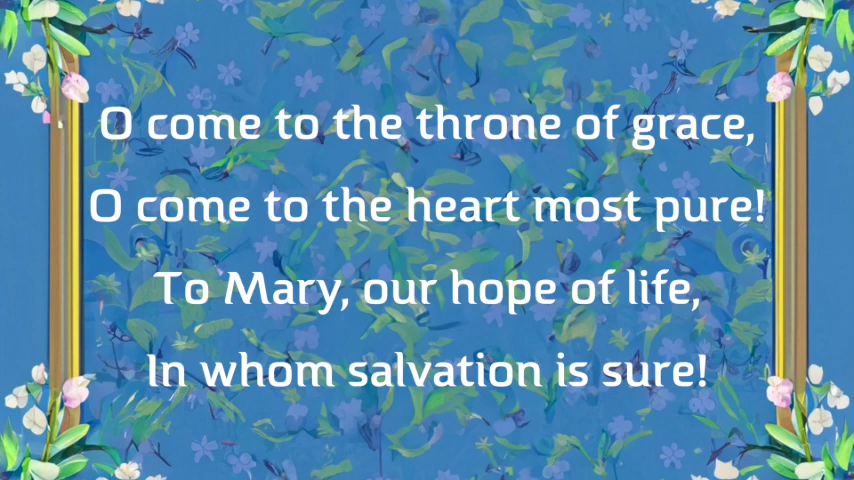 O come to the throne of grace,
O come to the heart most pure!
To Mary, our hope of life,
In whom salvation is sure!